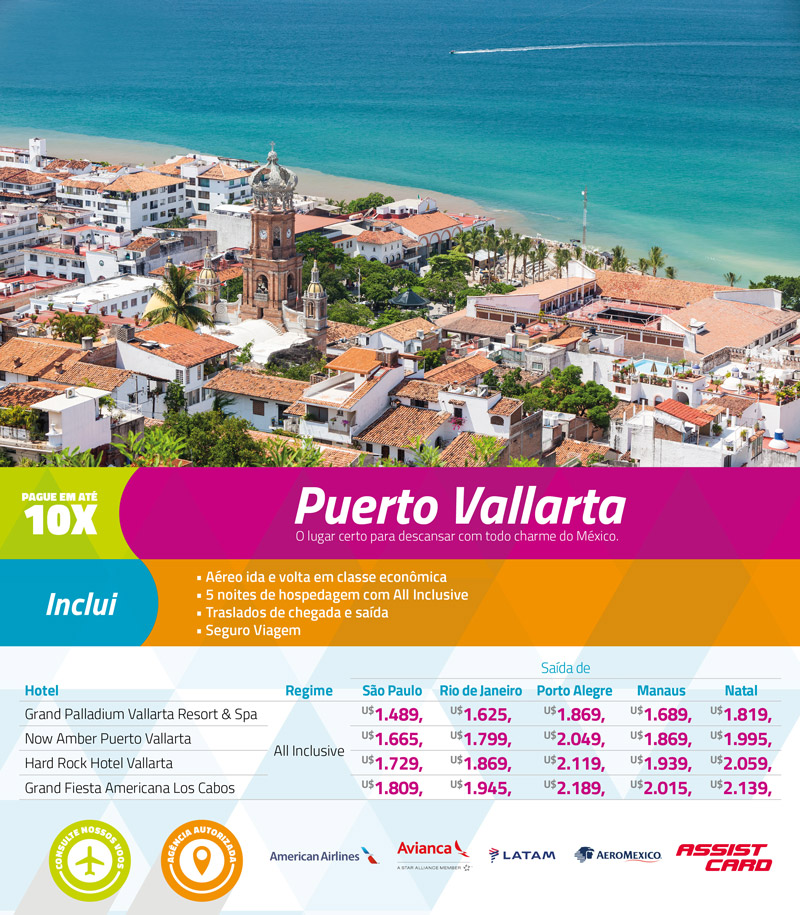 PAGUE EM ATÉ
10X
Puerto Vallarta
O lugar certo para descansar com todo charme do México.
Inclui
• Aéreo ida e volta em classe econômica
• 5 noites de hospedagem com All Inclusive
• Traslados de chegada e saída
• Seguro Viagem
Saída de
Hotel Regime São Paulo Rio de Janeiro Porto Alegre Manaus Natal
Grand Palladium Vallarta Resort & Spa U$1.489, U$1.625, U$1.869, U$1.689, U$1.819,
Now Amber Puerto Vallarta U$1.665, U$1.799, U$2.049, U$1.869, U$1.995,
All Inclusive
Hard Rock Hotel Vallarta U$1.729, U$1.869, U$2.119, U$1.939, U$2.059,
Grand Fiesta Americana Los Cabos U$1.809, U$1.945, U$2.189, U$2.015, U$2.139,
CONSULTE NOSSOS VOOS
AGÊNCIA AUTORIZADA
American Airlines
Avianca
A STAR ALLIANCE MEMBER
LATAM
AEROMEXICO
ASSIST
CARD